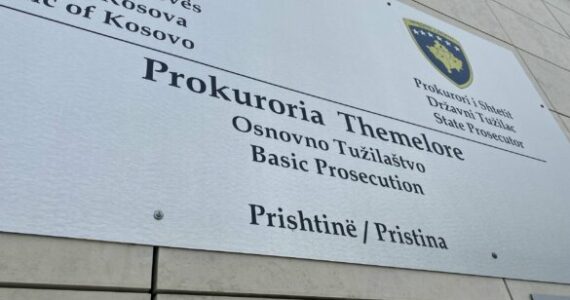 Kosova
of Kosovo
Prokurori i Shtetit
Državni Tužilac
State Prosecutor
Prokuroria Themelore
Osnovno Tužilaštvo
Basic Prosecution
Prishtinë / Pristina